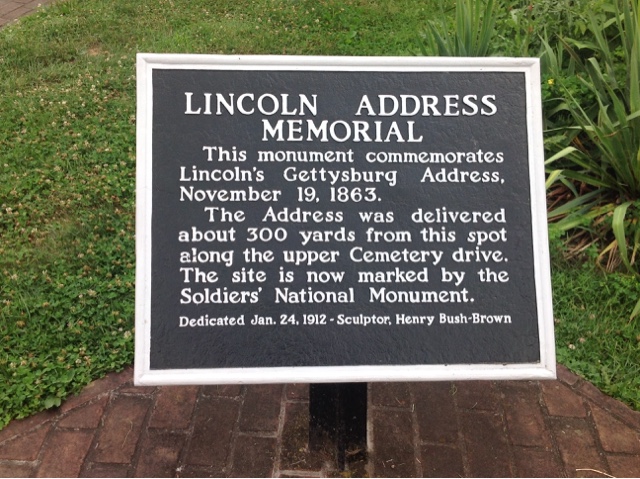 LINCOLN ADDRESS
MEMORIAL
This monument commemorates
Lincoln's Gettysburg Address,
November 19, 1863.
The Address was delivered
about 300 yards from this spot
along the upper Cemetery drive.
The site is now marked by the
Soldiers' National Monument.
Dedicated Jan. 24, 1912 - Sculptor, Henry Bush-Brown